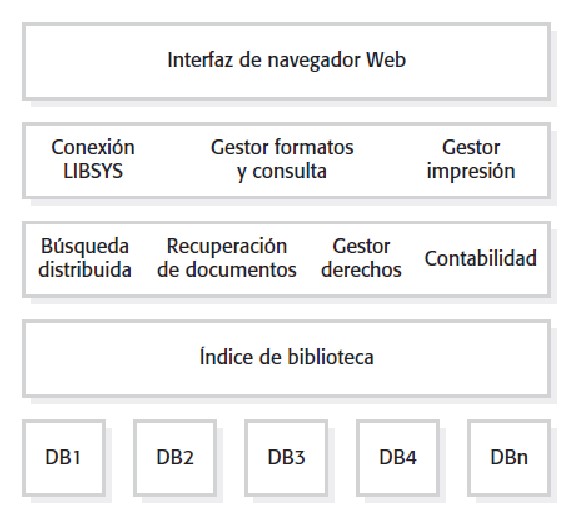 Interfaz de navegador Web
Conexión
LIBSYS
Gestor formatos
y consulta
Gestor
impresión
Búsqueda
distribuida
Recuperación
de documentos
Gestor
derechos
Contabilidad
Índice de biblioteca
DB1
DB2
DB3
DB4
DBn